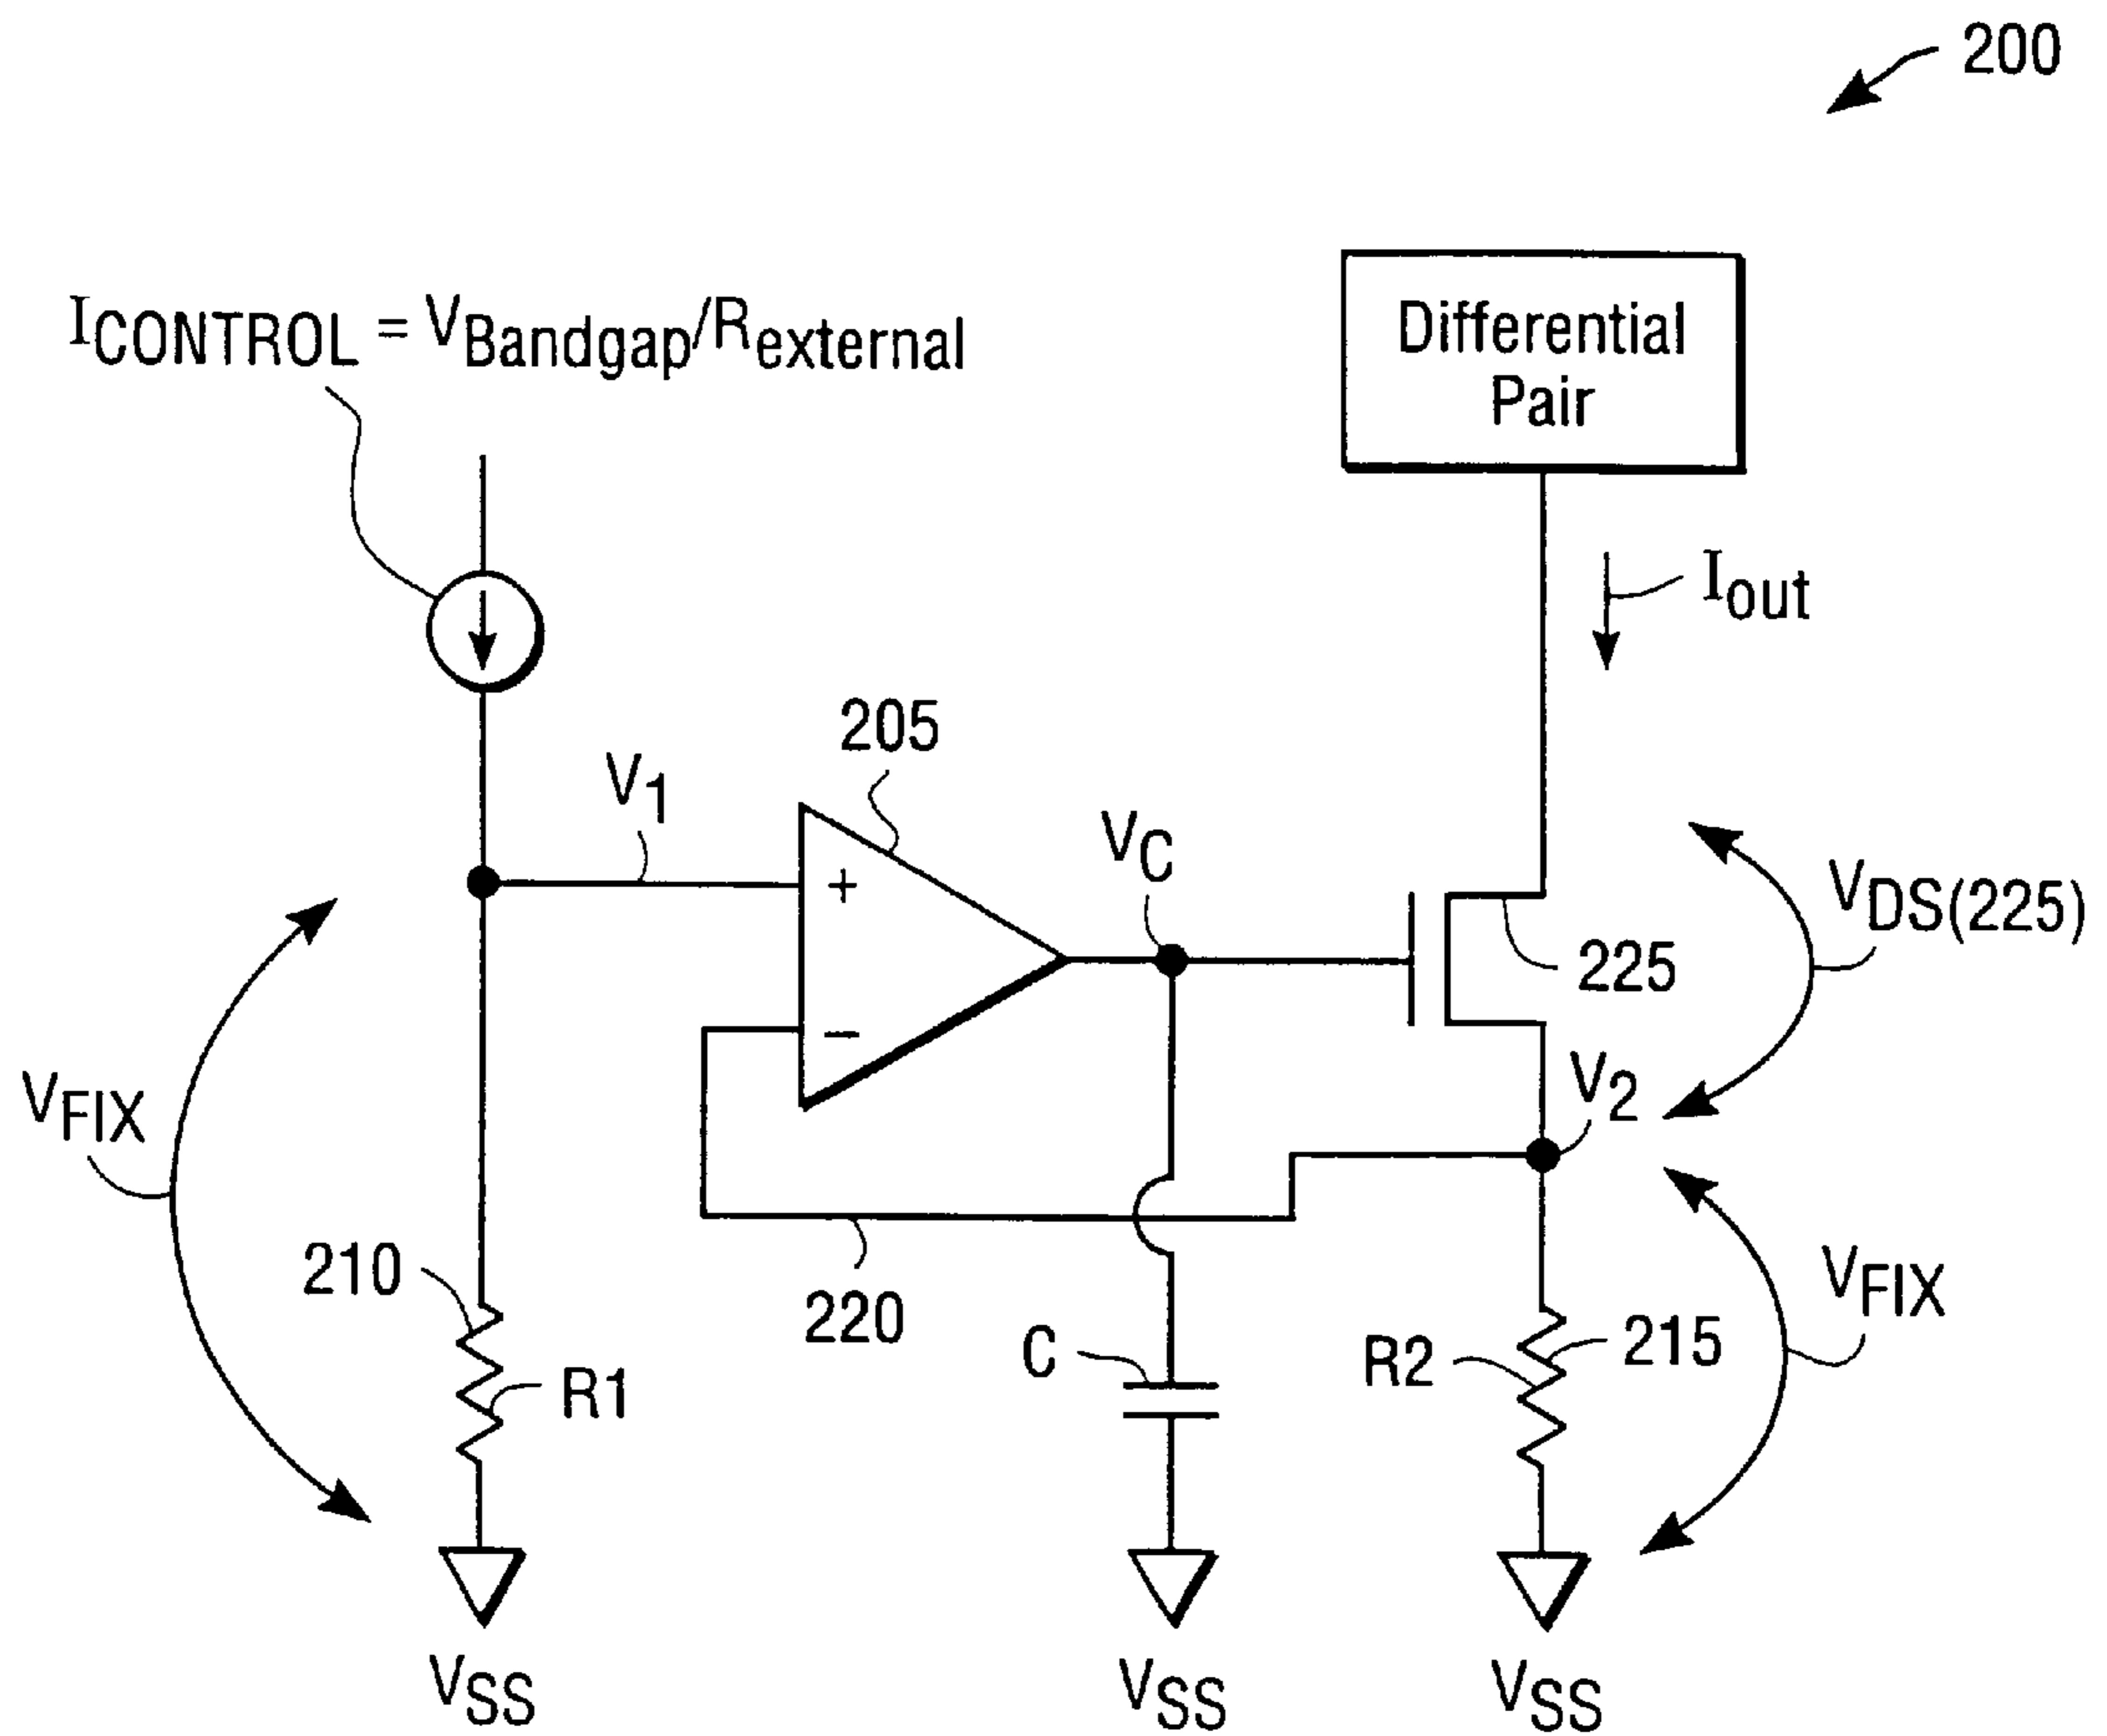 200
ICONTROL = VBandgap/Rexternal
Differential
Pair
Iout
205
V1
VC
+
VDS(225)
225
−
V2
VFIX
210
220
VFIX
C
R2
215
R1
VSS
VSS
VSS